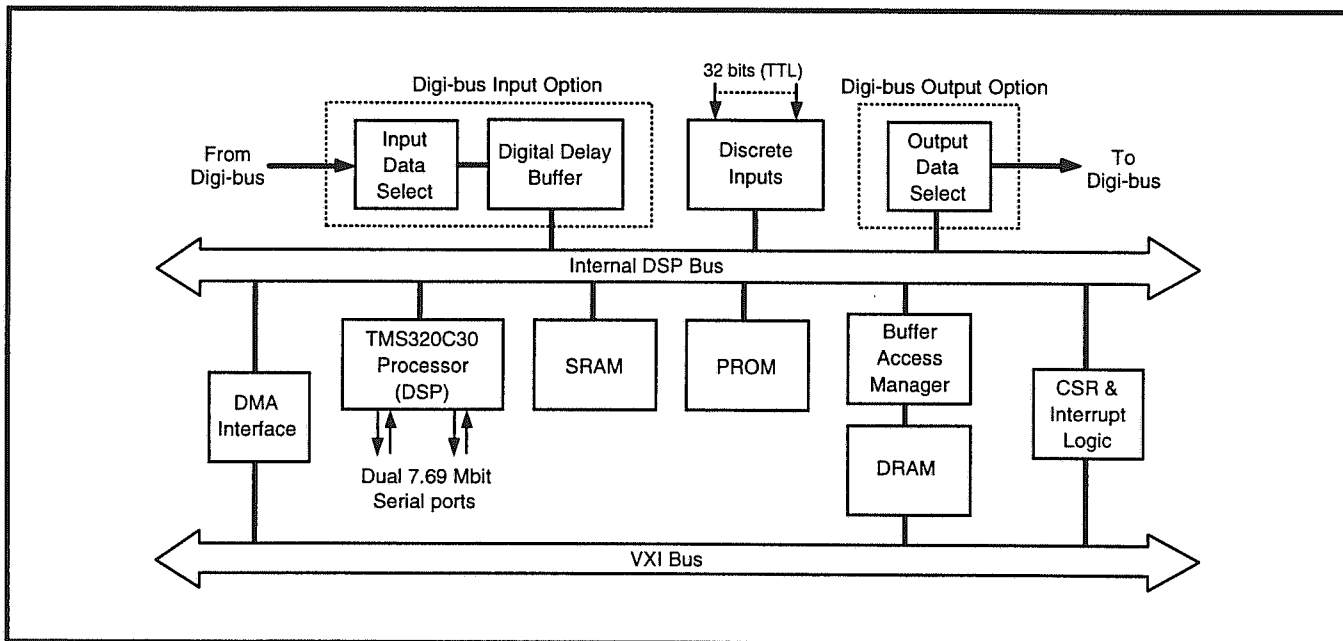 32 bits (TTL)
Digi-bus Input Option
Digi-bus Output Option
From
Digi-bus
Input
Data
Select
Digital Delay
Buffer
Discrete
Inputs
Output
Data
Select
To
Digi-bus
Internal DSP Bus
DMA
Interface
TMS320C30
Processor
(DSP)
SRAM
PROM
Buffer
Access
Manager
CSR &
Interrupt
Logic
DRAM
Dual 7.69 Mbit
Serial ports
VXI Bus